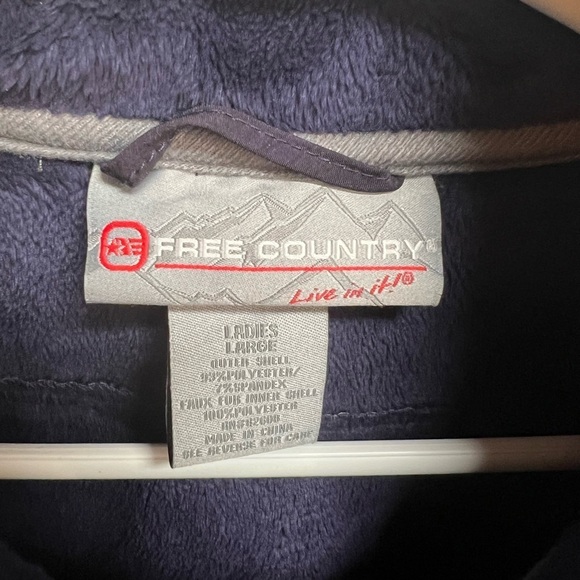 FREE COUNTRY
Live in it!®
LADIES
LARGE
OUTER SHELL
93%POLYESTER/
7%SPANDEX
FAUX FUR INNER SHELL
100%POLYESTER
RN#82600
MADE IN CHINA
SEE REVERSE FOR CARE